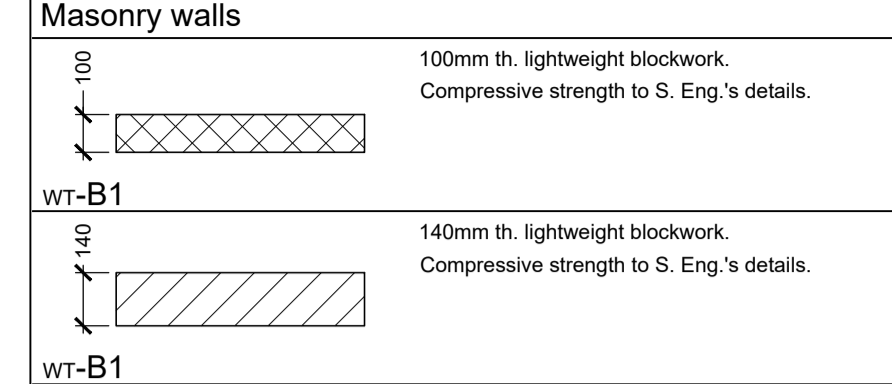 Masonry walls
100
100mm th. lightweight blockwork.
Compressive strength to S. Eng.'s details.
WT-B1
140
140mm th. lightweight blockwork.
Compressive strength to S. Eng.'s details.
WT-B1